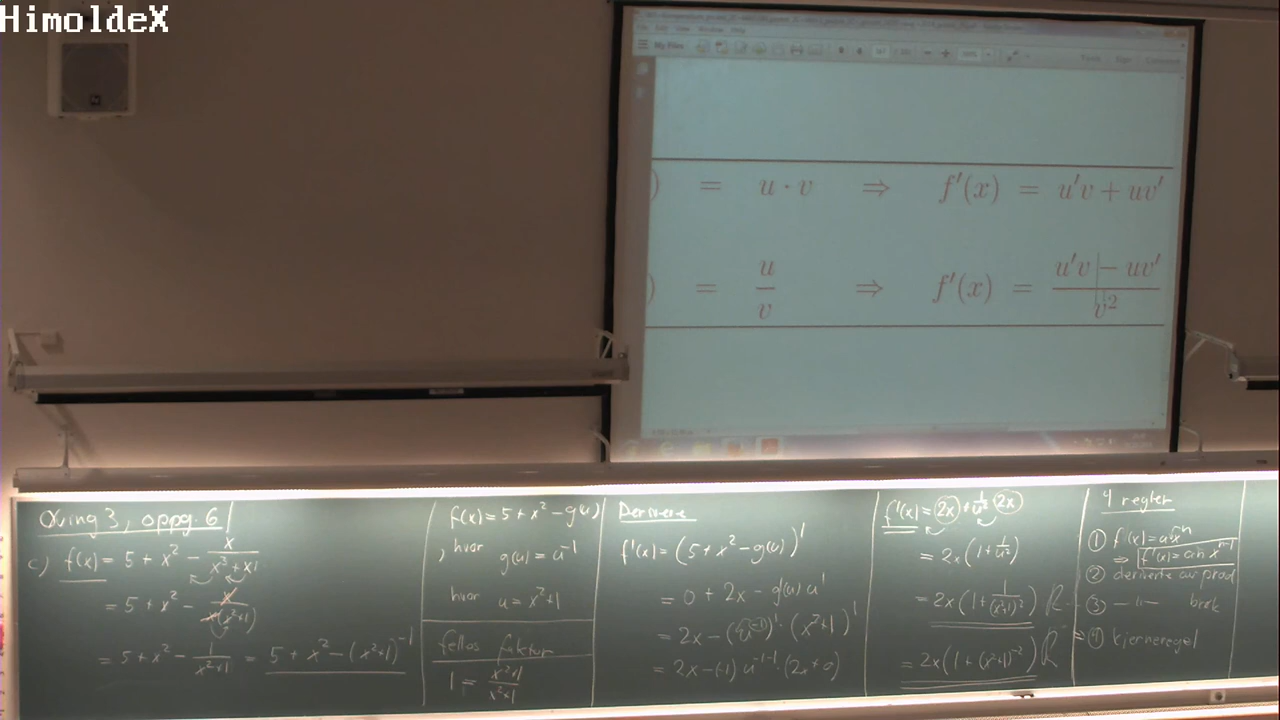 HimoldeX
My Files
) = u · v ⇒ f'(x) = u'v + uv'
) = u/v ⇒ f'(x) = (u'v − uv')/v²
Øving 3, oppg. 6
c) f(x) = 5 + x² − x/(x³ + x)
= 5 + x² − x/(x(x²+1))
= 5 + x² − 1/(x²+1) = 5 + x² − (x²+1)⁻¹
f(x) = 5 + x² − g(u)
, hvor
g(u) = u⁻¹
hvor u = x²+1
felles faktor
1 = (x²+1)/(x²+1)
Derivere
f'(x) = (5 + x² − g(u))'
= 0 + 2x − g'(u) u'
= 2x − (u⁻¹)' · (x²+1)'
= 2x − (−1) u⁻¹⁻¹ · (2x + 0)
f'(x) = 2x + 1/u² (2x)
= 2x (1 + 1/u²)
= 2x (1 + 1/(x²+1)²)
= 2x (1 + (x²+1)⁻²)
4 regler
① f(x) = a x^n
⇒ f'(x) = a·n x^(n−1)
② derivere av prod
③ —"— brøk
④ kjerneregel